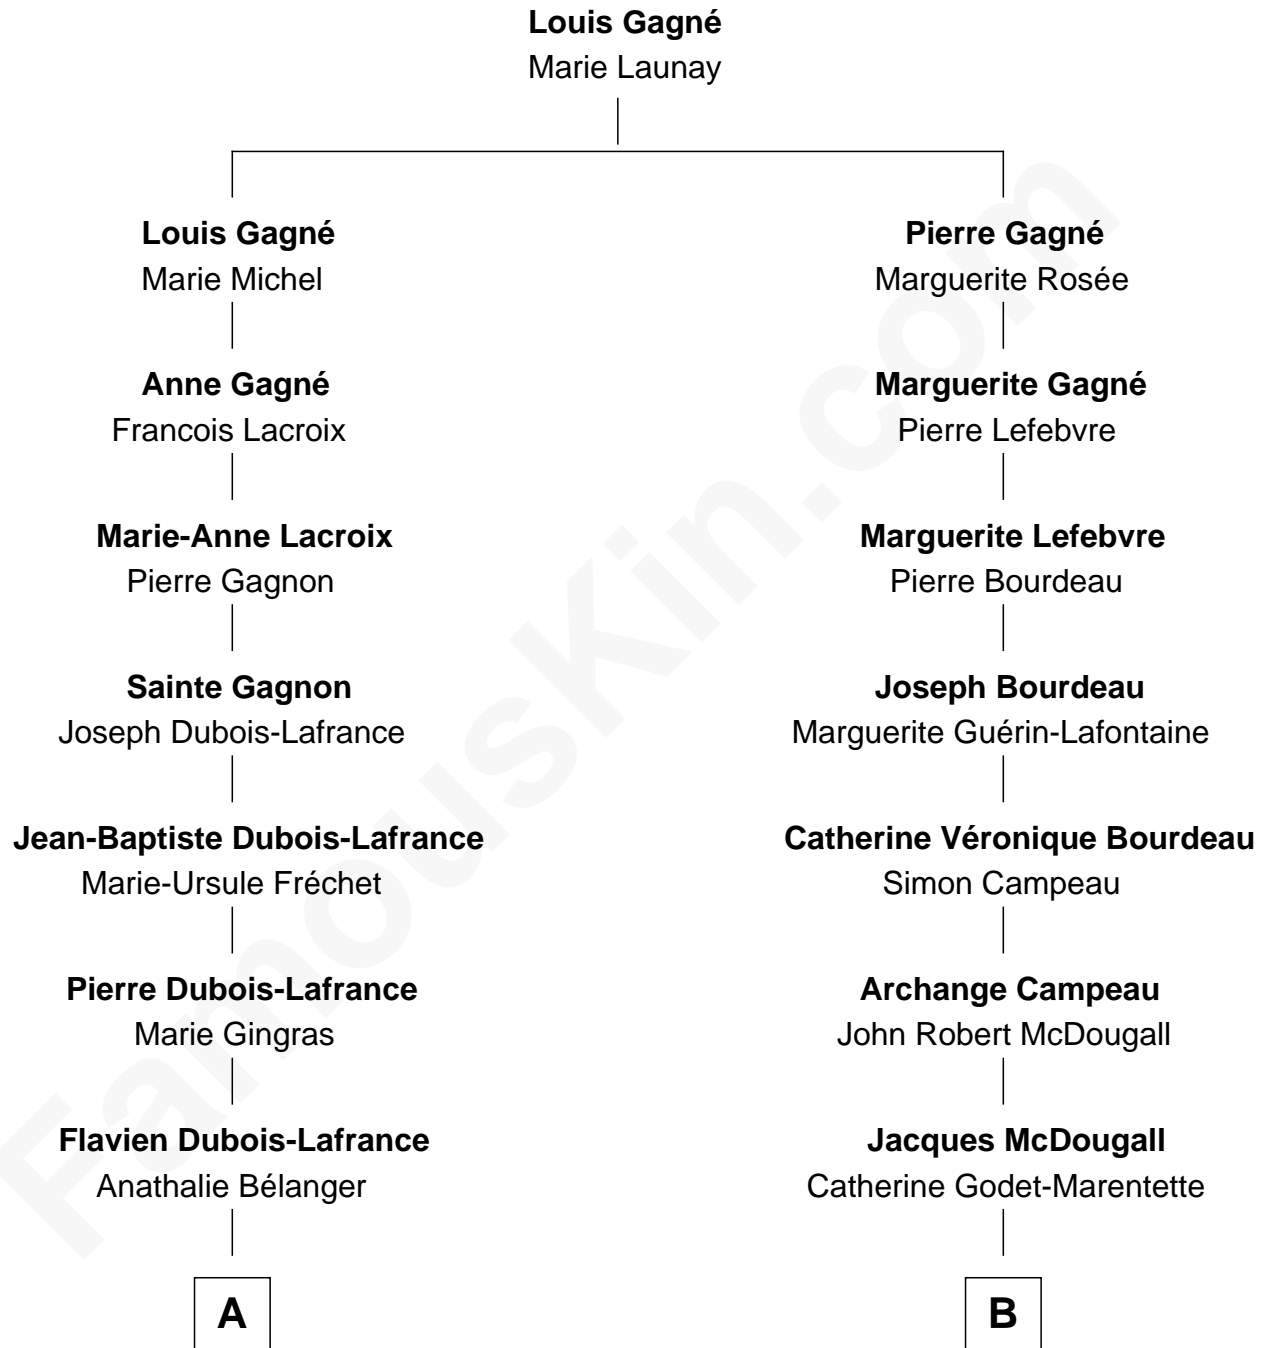 Louis Gagné
Marie Launay
Louis Gagné
Marie Michel
Pierre Gagné
Marguerite Rosée
Anne Gagné
Francois Lacroix
Marguerite Gagné
Pierre Lefebvre
Marie-Anne Lacroix
Pierre Gagnon
Marguerite Lefebvre
Pierre Bourdeau
Sainte Gagnon
Joseph Dubois-Lafrance
Joseph Bourdeau
Marguerite Guérin-Lafontaine
Jean-Baptiste Dubois-Lafrance
Marie-Ursule Fréchet
Catherine Véronique Bourdeau
Simon Campeau
Pierre Dubois-Lafrance
Marie Gingras
Archange Campeau
John Robert McDougall
Flavien Dubois-Lafrance
Anathalie Bélanger
Jacques McDougall
Catherine Godet-Marentette
A
B
FamousKin.com